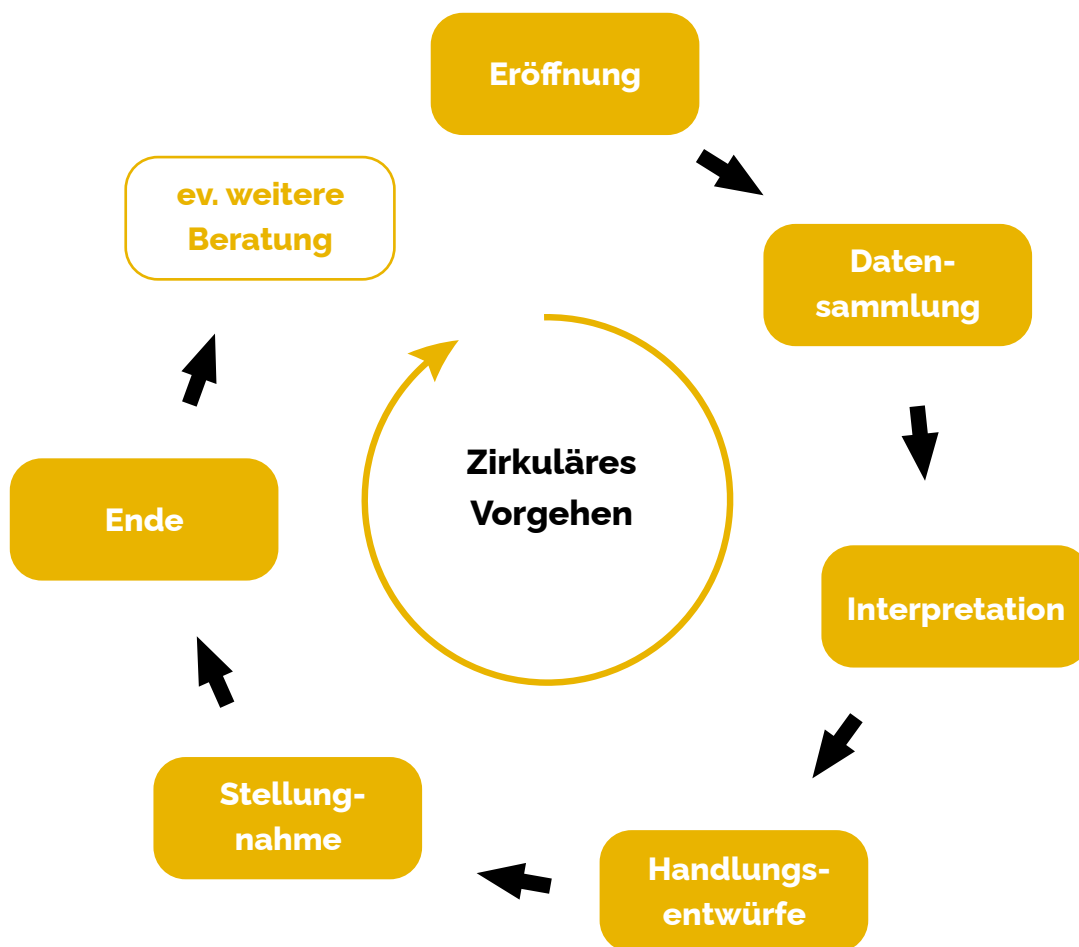 Eröffnung
Daten-
sammlung
Interpretation
Handlungs-
entwürfe
Stellung-
nahme
Ende
ev. weitere
Beratung
Zirkuläres
Vorgehen